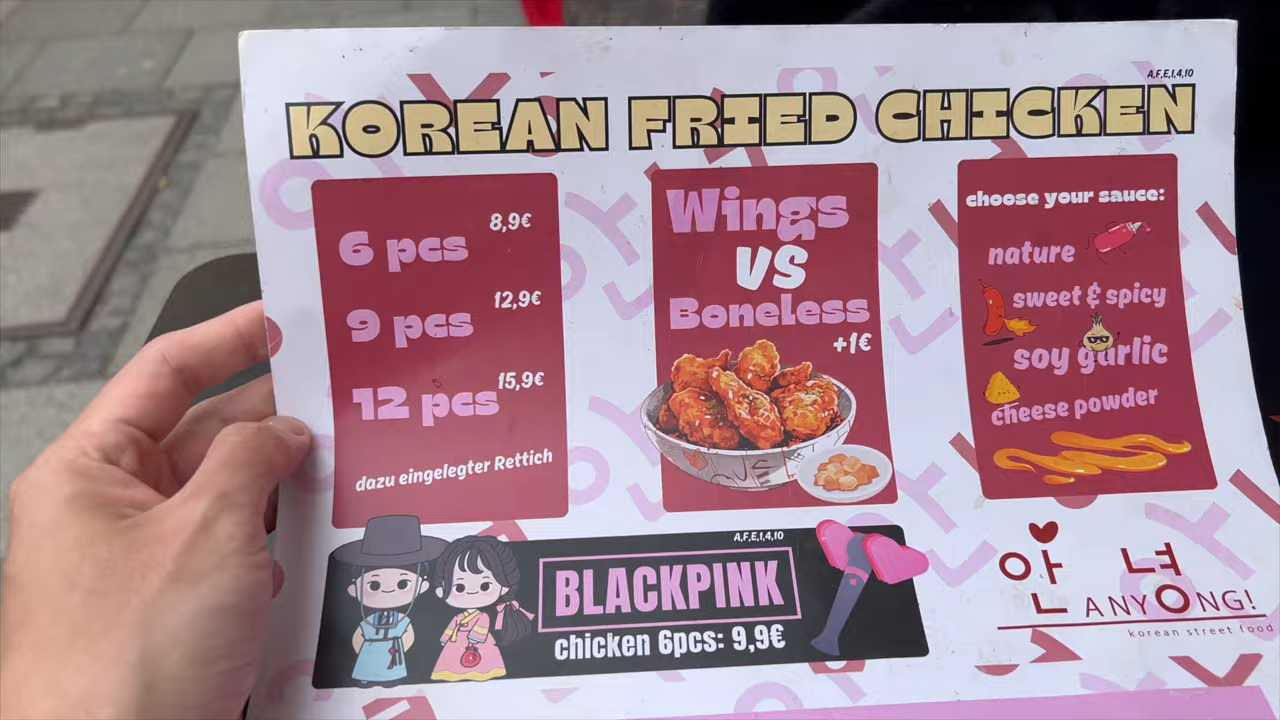 A,F,E,1,4,10
KOREAN FRIED CHICKEN
6 pcs 8,9€
9 pcs 12,9€
12 pcs 15,9€
dazu eingelegter Rettich
Wings
VS
Boneless
+1€
choose your sauce:
nature
sweet & spicy
soy garlic
cheese powder
A,F,E,1,4,10
BLACKPINK
chicken 6pcs: 9,9€
안녕
ANYONG!
korean street food